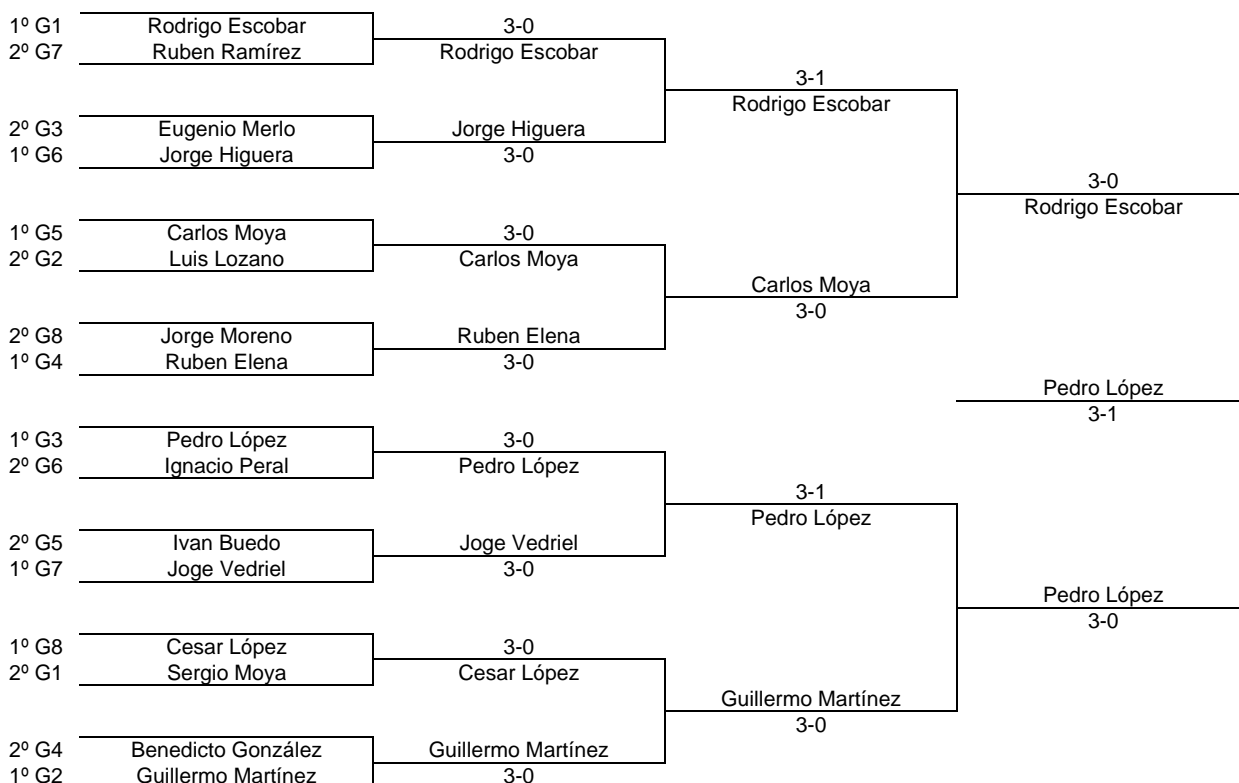 1º G1 Rodrigo Escobar 3-0
2º G7 Ruben Ramírez Rodrigo Escobar
3-1
Rodrigo Escobar
2º G3 Eugenio Merlo Jorge Higuera
1º G6 Jorge Higuera 3-0
3-0
Rodrigo Escobar
1º G5 Carlos Moya 3-0
2º G2 Luis Lozano Carlos Moya
Carlos Moya
3-0
2º G8 Jorge Moreno Ruben Elena
1º G4 Ruben Elena 3-0
Pedro López
3-1
1º G3 Pedro López 3-0
2º G6 Ignacio Peral Pedro López
3-1
Pedro López
2º G5 Ivan Buedo Joge Vedriel
1º G7 Joge Vedriel 3-0
Pedro López
3-0
1º G8 Cesar López 3-0
2º G1 Sergio Moya Cesar López
Guillermo Martínez
3-0
2º G4 Benedicto González Guillermo Martínez
1º G2 Guillermo Martínez 3-0